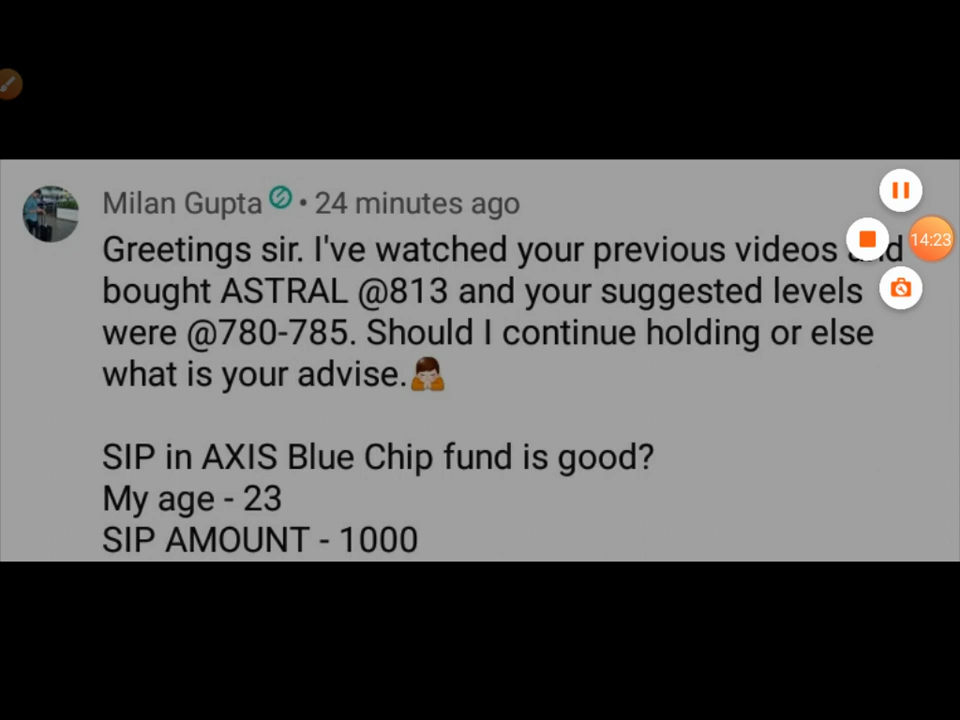 Milan Gupta • 24 minutes ago
Greetings sir. I've watched your previous videos and
bought ASTRAL @813 and your suggested levels
were @780-785. Should I continue holding or else
what is your advise.
SIP in AXIS Blue Chip fund is good?
My age - 23
SIP AMOUNT - 1000
14:23